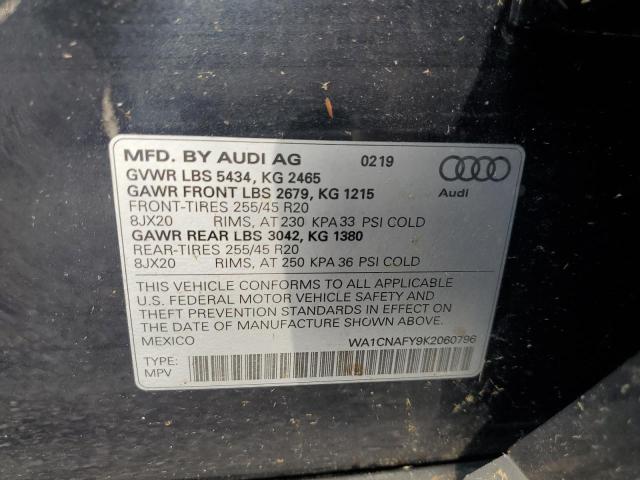 MFD. BY AUDI AG 0219
GVWR LBS 5434, KG 2465
GAWR FRONT LBS 2679, KG 1215
FRONT-TIRES 255/45 R20
8JX20 RIMS, AT 230 KPA 33 PSI COLD
GAWR REAR LBS 3042, KG 1380
REAR-TIRES 255/45 R20
8JX20 RIMS, AT 250 KPA 36 PSI COLD
Audi
THIS VEHICLE CONFORMS TO ALL APPLICABLE
U.S. FEDERAL MOTOR VEHICLE SAFETY AND
THEFT PREVENTION STANDARDS IN EFFECT ON
THE DATE OF MANUFACTURE SHOWN ABOVE.
MEXICO WA1CNAFY9K2060796
TYPE:
MPV